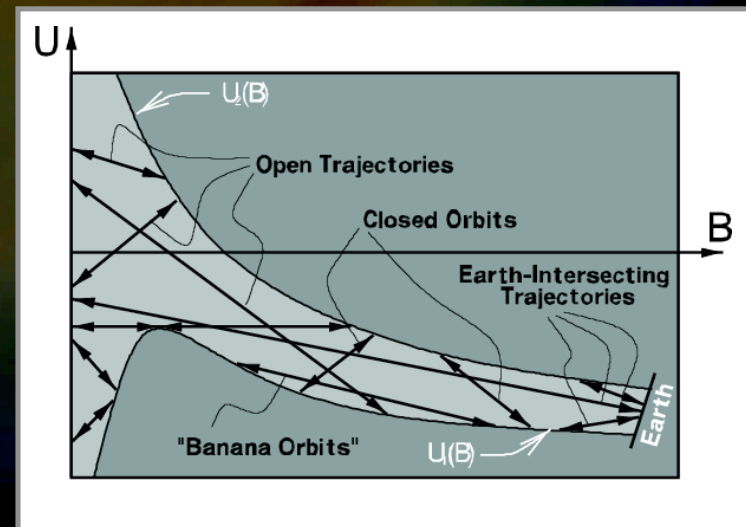 U
U₂(B)
Open Trajectories
Closed Orbits
B
Earth-Intersecting
Trajectories
"Banana Orbits"
U₁(B)
Earth